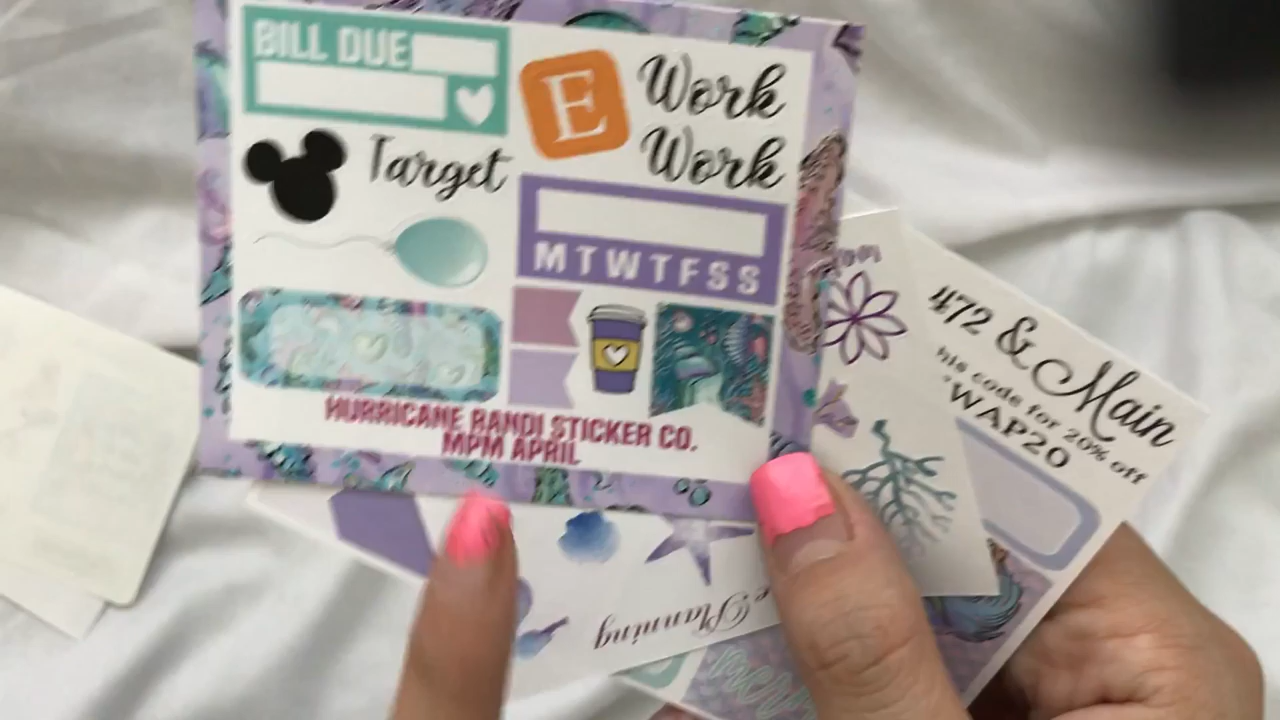 BILL DUE
E
Work
Work
Target
M T W T F S S
HURRICANE RANDI STICKER CO.
MPM APRIL
472 & Main
his code for 20% off
WAP20
Planning